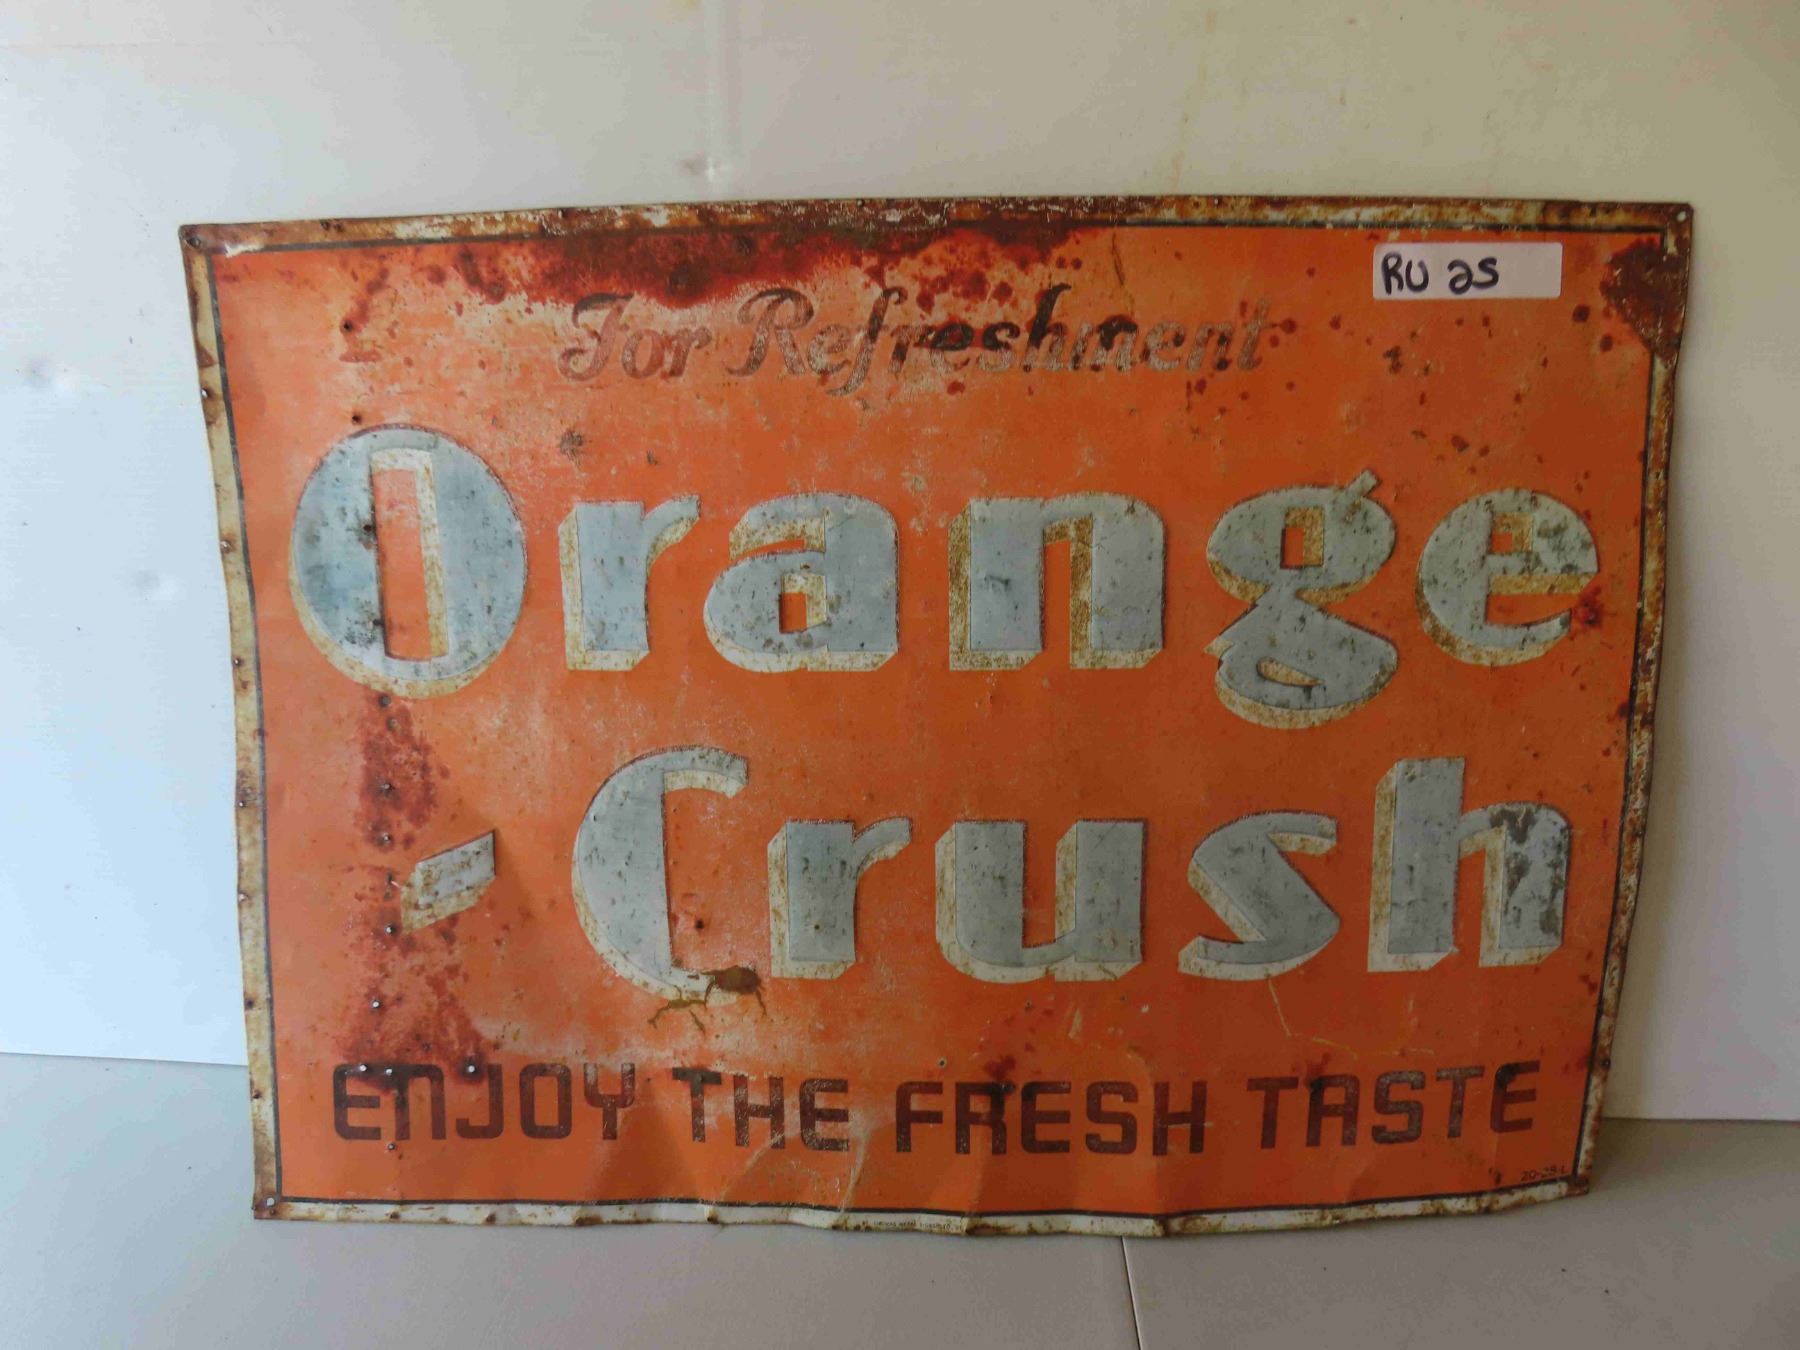 RU 25
For Refreshment
Orange
-Crush
ENJOY THE FRESH TASTE